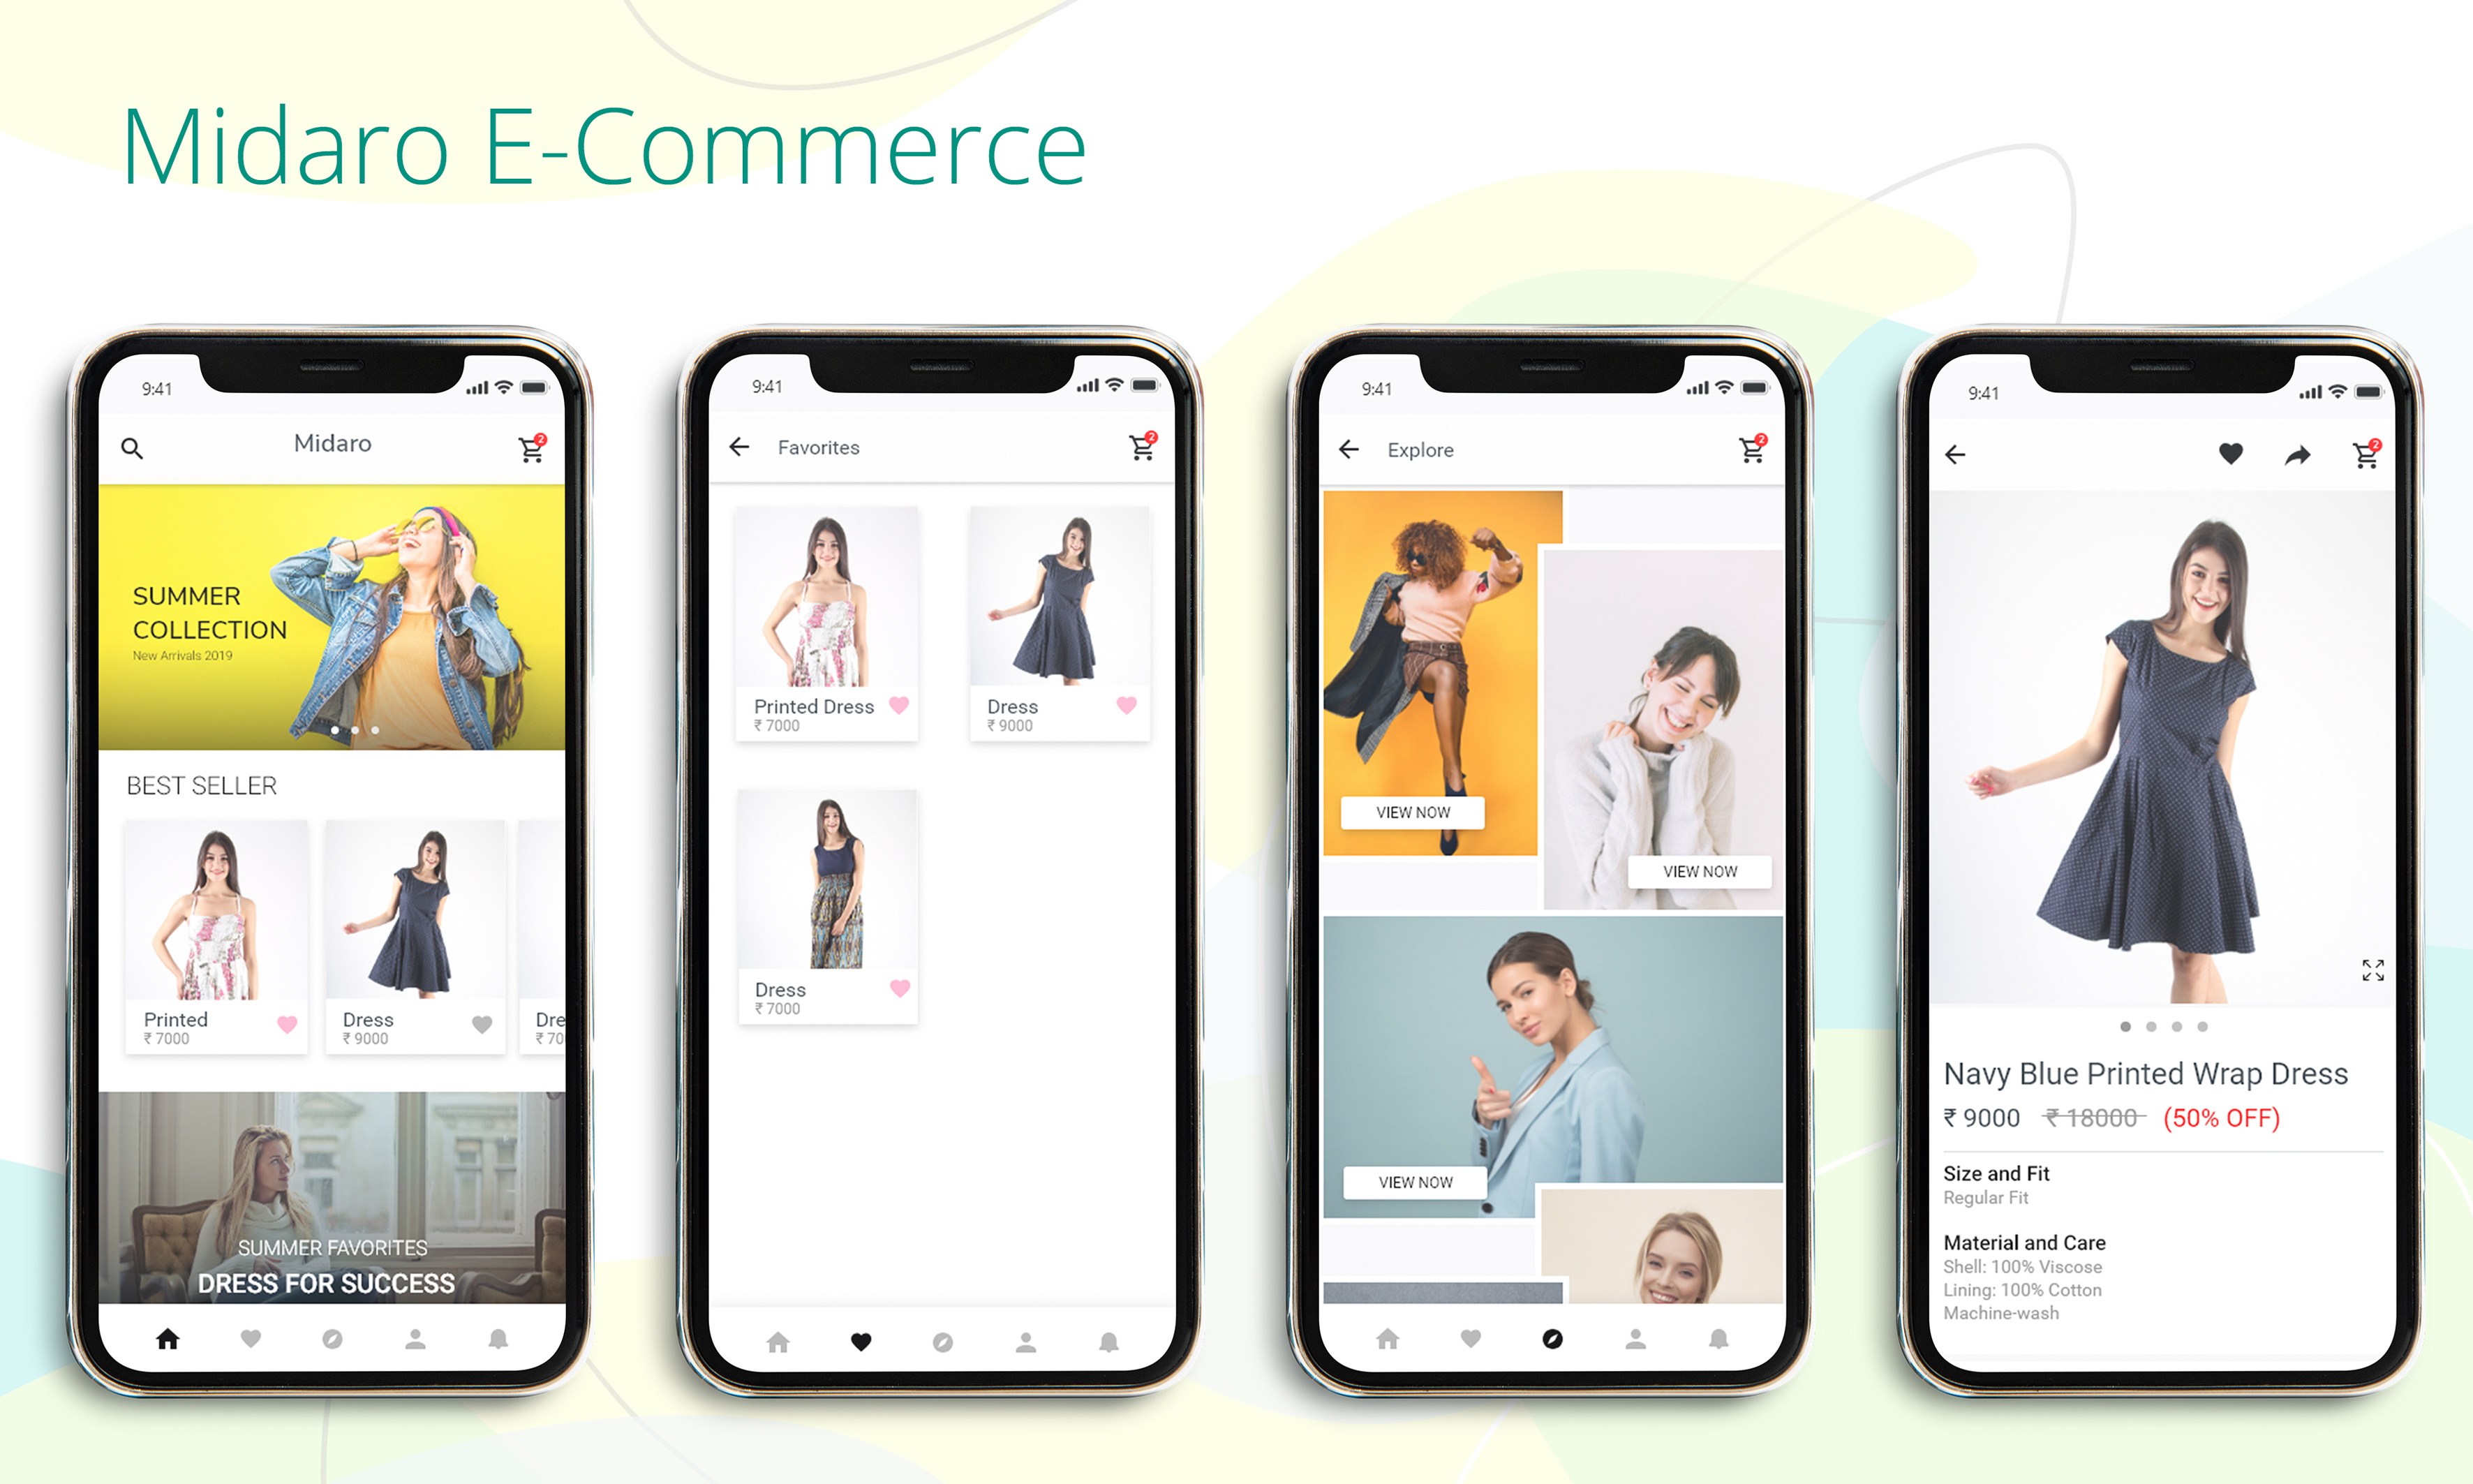 Midaro E-Commerce
9:41
Midaro
2
SUMMER
COLLECTION
New Arrivals 2019
BEST SELLER
Printed
₹ 7000
Dress
₹ 9000
Dre
₹ 70
SUMMER FAVORITES
DRESS FOR SUCCESS
9:41
Favorites
2
Printed Dress
₹ 7000
Dress
₹ 9000
Dress
₹ 7000
9:41
Explore
2
VIEW NOW
VIEW NOW
VIEW NOW
9:41
2
Navy Blue Printed Wrap Dress
₹ 9000 ₹ 18000 (50% OFF)
Size and Fit
Regular Fit
Material and Care
Shell: 100% Viscose
Lining: 100% Cotton
Machine-wash